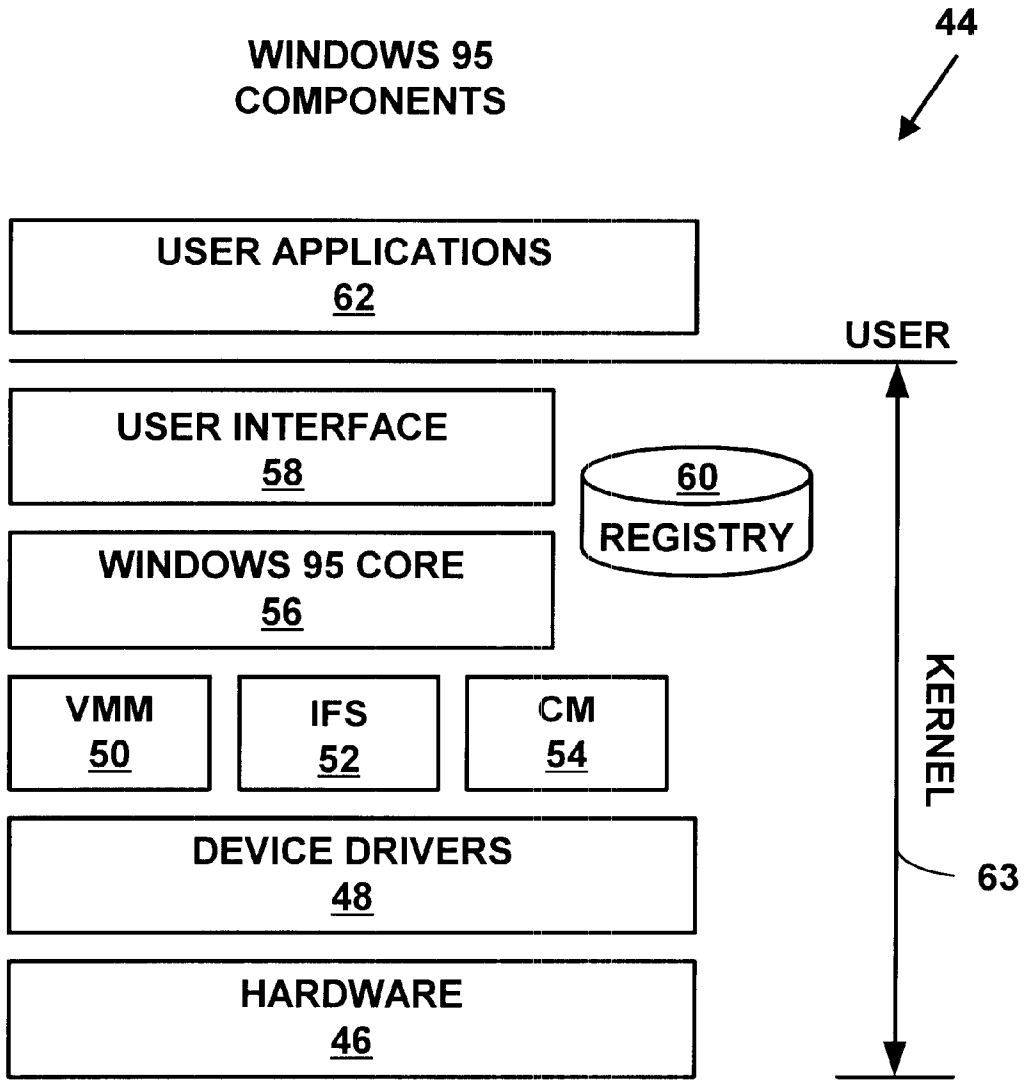 44
WINDOWS 95
COMPONENTS
USER APPLICATIONS
62
USER
USER INTERFACE
58
60
REGISTRY
WINDOWS 95 CORE
56
VMM
50
IFS
52
CM
54
KERNEL
DEVICE DRIVERS
48
63
HARDWARE
46